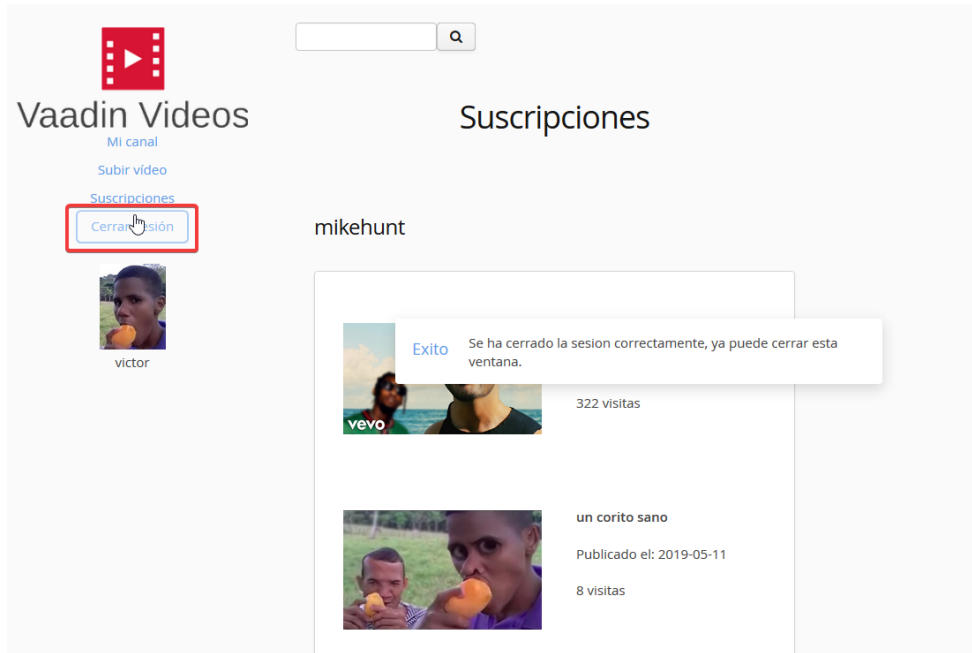 Vaadin Videos
Mi canal
Subir vídeo
Suscripciones
Cerrar sesión
victor
Suscripciones
mikehunt
Exito
Se ha cerrado la sesion correctamente, ya puede cerrar esta
ventana.
vevo
322 visitas
un corito sano
Publicado el: 2019-05-11
8 visitas